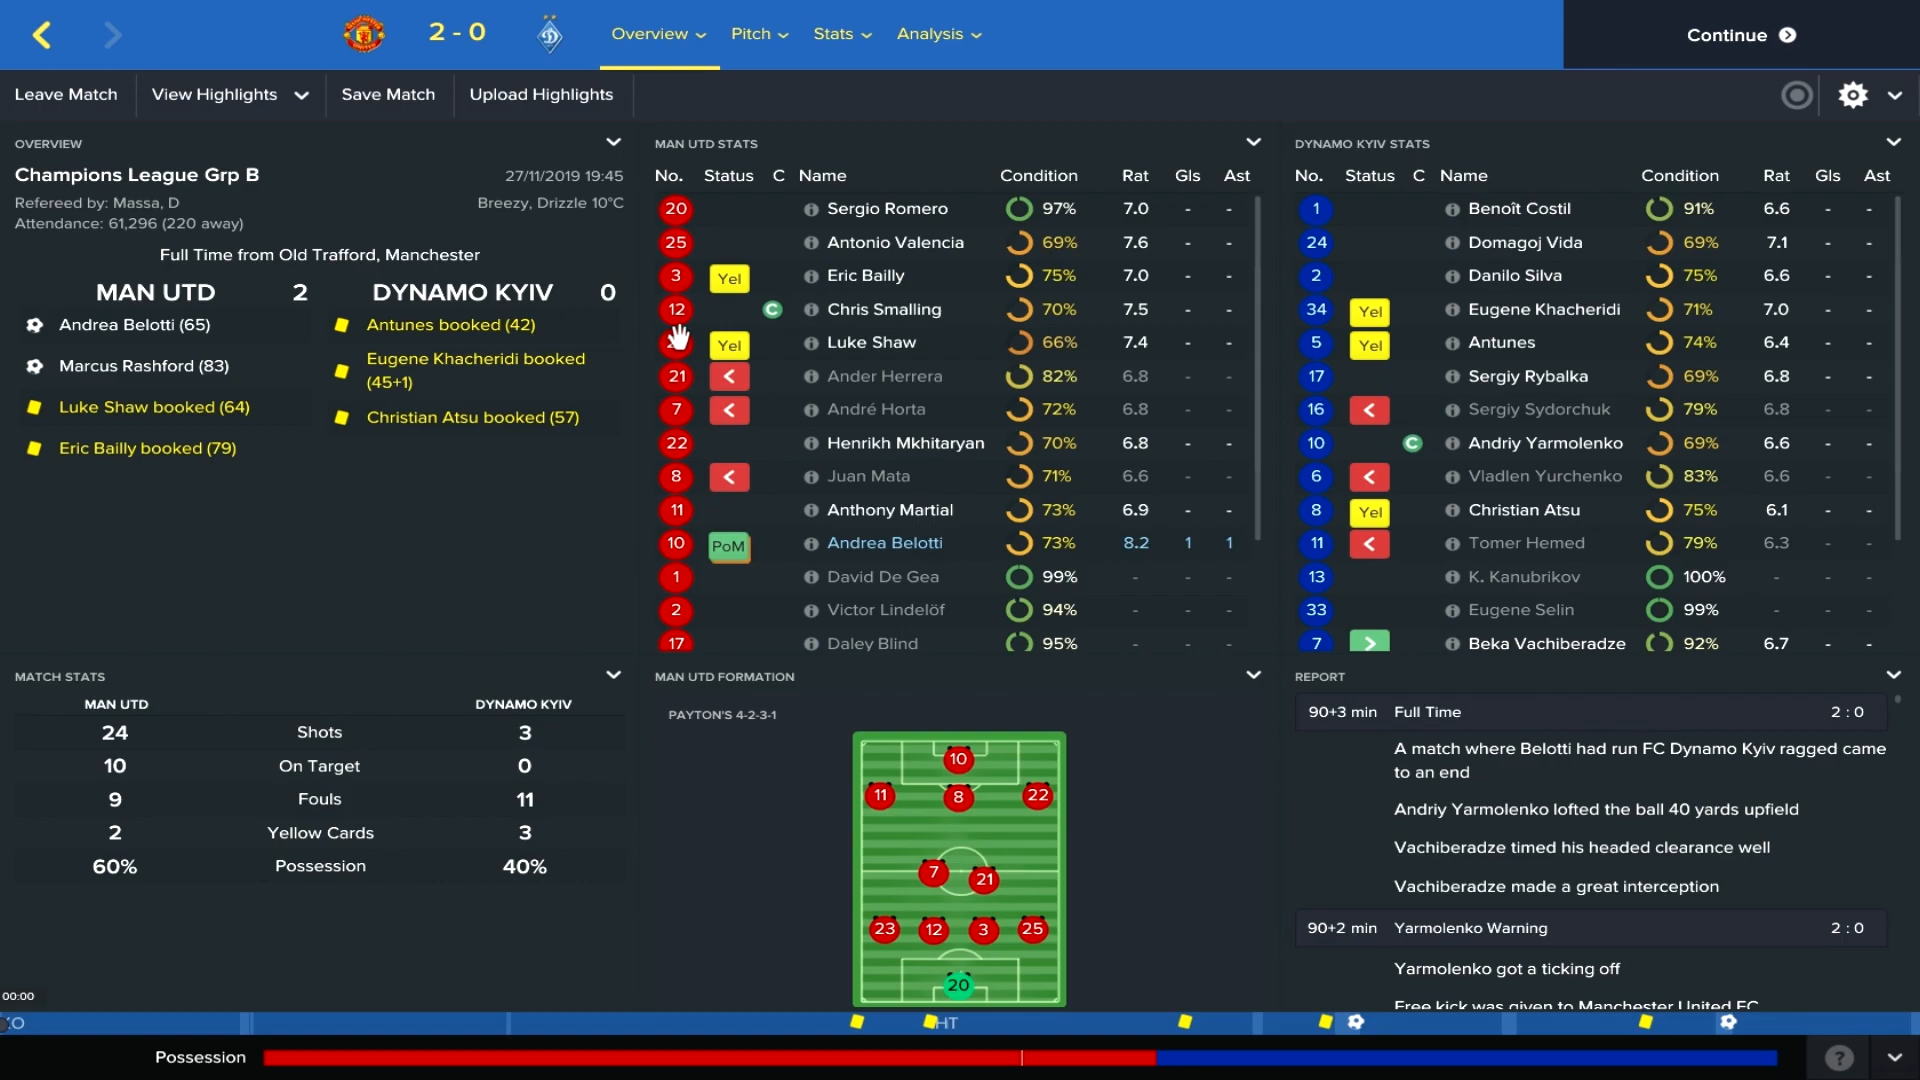 2 - 0
Overview Pitch Stats Analysis
Continue
Leave Match View Highlights Save Match Upload Highlights
OVERVIEW
Champions League Grp B 27/11/2019 19:45
Refereed by: Massa, D Breezy, Drizzle 10°C
Attendance: 61,296 (220 away)
Full Time from Old Trafford, Manchester
MAN UTD 2 DYNAMO KYIV 0
Andrea Belotti (65)
Marcus Rashford (83)
Luke Shaw booked (64)
Eric Bailly booked (79)
Antunes booked (42)
Eugene Khacheridi booked
(45+1)
Christian Atsu booked (57)
MAN UTD STATS
No. Status C Name Condition Rat Gls Ast
20 Sergio Romero 97% 7.0 - -
25 Antonio Valencia 69% 7.6 - -
3 Yel Eric Bailly 75% 7.0 - -
12 C Chris Smalling 70% 7.5 - -
Yel Luke Shaw 66% 7.4 - -
21 Ander Herrera 82% 6.8 - -
7 André Horta 72% 6.8 - -
22 Henrikh Mkhitaryan 70% 6.8 - -
8 Juan Mata 71% 6.6 - -
11 Anthony Martial 73% 6.9 - -
10 PoM Andrea Belotti 73% 8.2 1 1
1 David De Gea 99% - - -
2 Victor Lindelöf 94% - - -
17 Daley Blind 95% - - -
DYNAMO KYIV STATS
No. Status C Name Condition Rat Gls Ast
1 Benoît Costil 91% 6.6 - -
24 Domagoj Vida 69% 7.1 - -
2 Danilo Silva 75% 6.6 - -
34 Yel Eugene Khacheridi 71% 7.0 - -
5 Yel Antunes 74% 6.4 - -
17 Sergiy Rybalka 69% 6.8 - -
16 Sergiy Sydorchuk 79% 6.8 - -
10 C Andriy Yarmolenko 69% 6.6 - -
6 Vladlen Yurchenko 83% 6.6 - -
8 Yel Christian Atsu 75% 6.1 - -
11 Tomer Hemed 79% 6.3 - -
13 K. Kanubrikov 100% - - -
33 Eugene Selin 99% - - -
7 Beka Vachiberadze 92% 6.7 - -
MATCH STATS
MAN UTD DYNAMO KYIV
24 Shots 3
10 On Target 0
9 Fouls 11
2 Yellow Cards 3
60% Possession 40%
MAN UTD FORMATION
PAYTON'S 4-2-3-1
10
11 8 22
7 21
23 12 3 25
20
REPORT
90+3 min Full Time 2 : 0
A match where Belotti had run FC Dynamo Kyiv ragged came
to an end
Andriy Yarmolenko lofted the ball 40 yards upfield
Vachiberadze timed his headed clearance well
Vachiberadze made a great interception
90+2 min Yarmolenko Warning 2 : 0
Yarmolenko got a ticking off
Free kick was given to Manchester United FC
00:00
HT
Possession
?